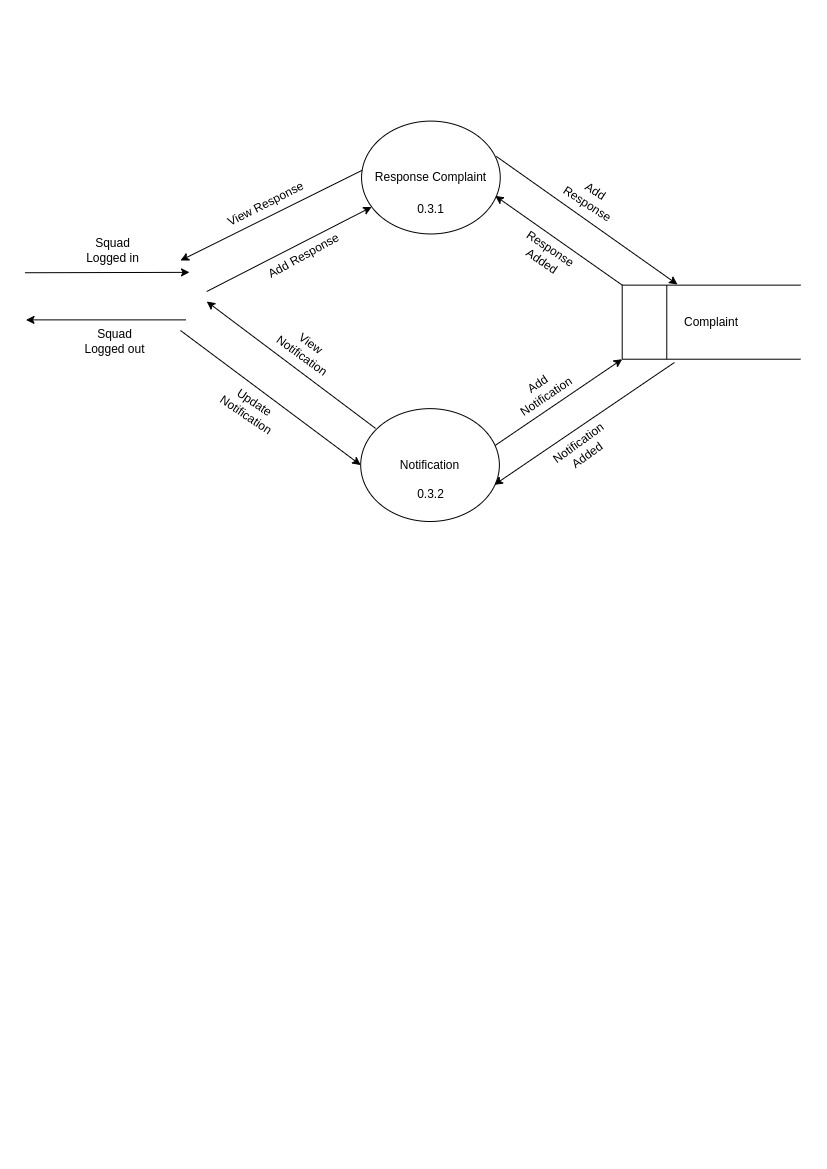 Response Complaint
0.3.1
View Response
Add Response
Add
Response
Response
Added
Squad
Logged in
Squad
Logged out
Complaint
View
Notification
Update
Notification
Add
Notification
Notification
Added
Notification
0.3.2